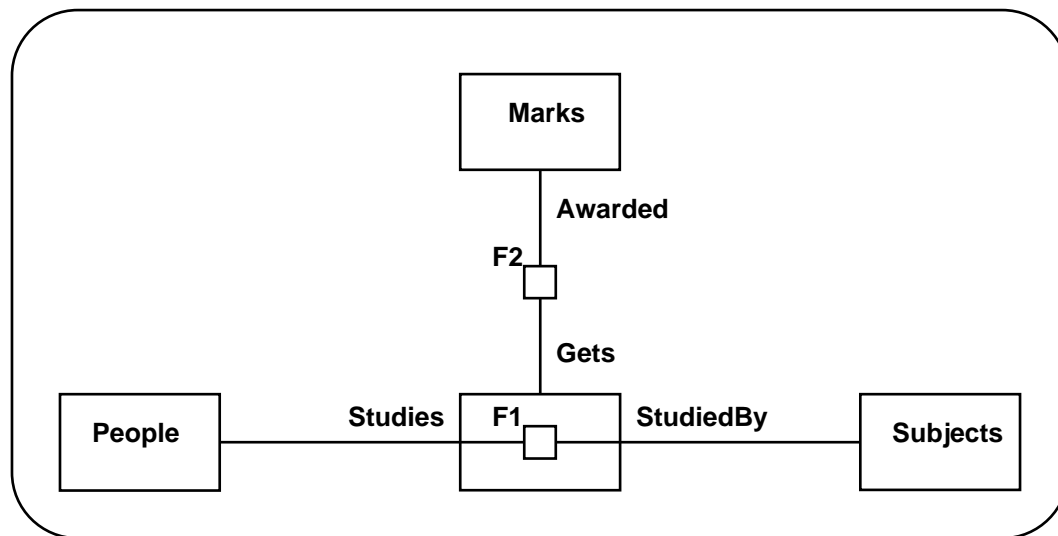 Marks
Awarded
F2
Gets
People
Studies
F1
StudiedBy
Subjects